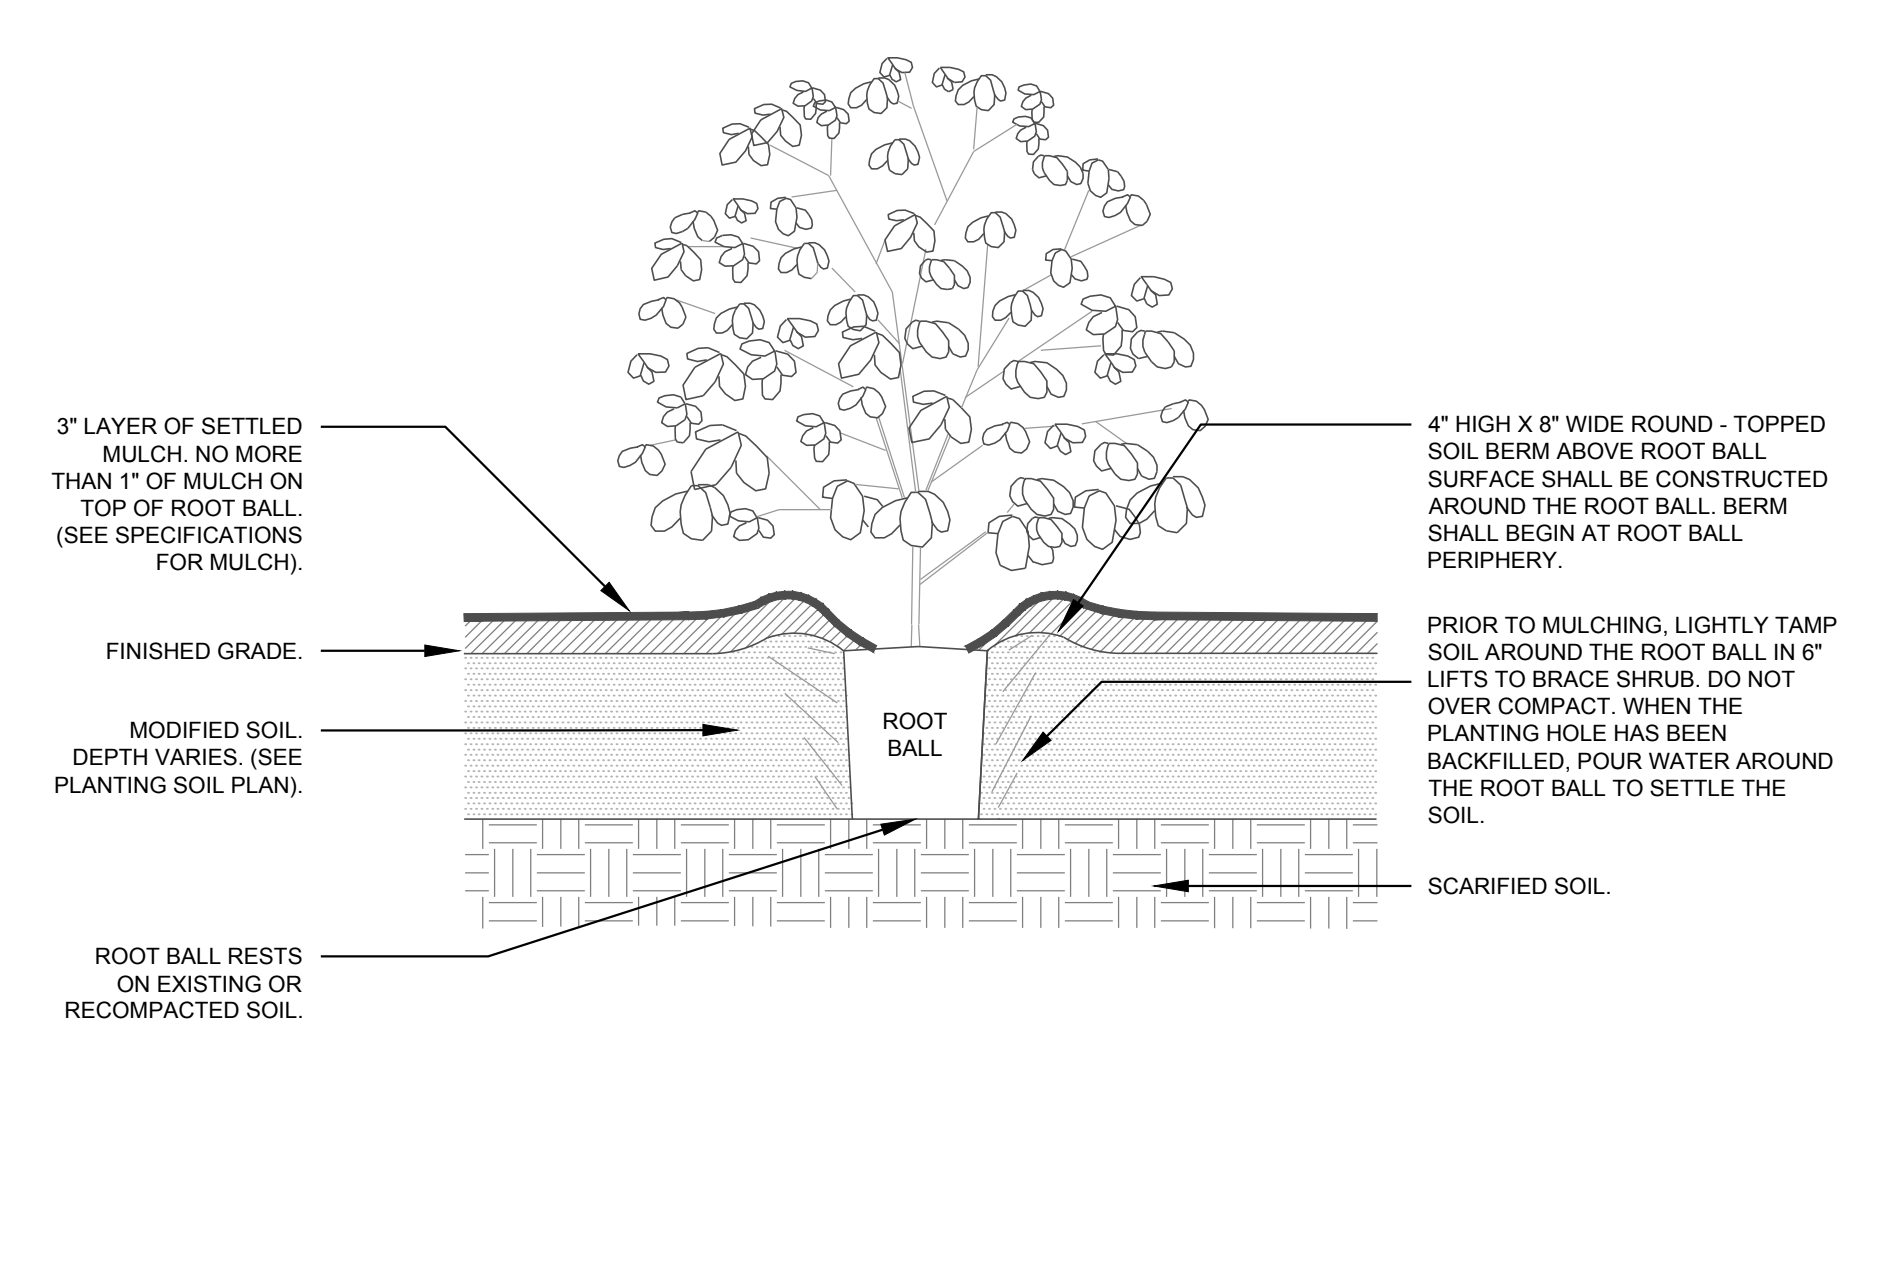 3" LAYER OF SETTLED
MULCH. NO MORE
THAN 1" OF MULCH ON
TOP OF ROOT BALL.
(SEE SPECIFICATIONS
FOR MULCH).
FINISHED GRADE.
MODIFIED SOIL.
DEPTH VARIES. (SEE
PLANTING SOIL PLAN).
ROOT BALL RESTS
ON EXISTING OR
RECOMPACTED SOIL.
ROOT
BALL
4" HIGH X 8" WIDE ROUND - TOPPED
SOIL BERM ABOVE ROOT BALL
SURFACE SHALL BE CONSTRUCTED
AROUND THE ROOT BALL. BERM
SHALL BEGIN AT ROOT BALL
PERIPHERY.
PRIOR TO MULCHING, LIGHTLY TAMP
SOIL AROUND THE ROOT BALL IN 6"
LIFTS TO BRACE SHRUB. DO NOT
OVER COMPACT. WHEN THE
PLANTING HOLE HAS BEEN
BACKFILLED, POUR WATER AROUND
THE ROOT BALL TO SETTLE THE
SOIL.
SCARIFIED SOIL.